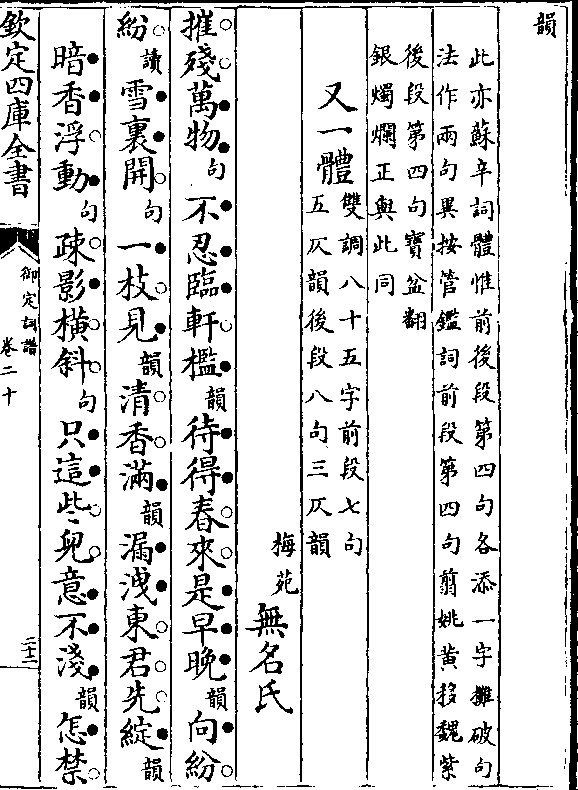 韻
此亦蘇辛詞體惟前後段第四句各添一字攤破句
法作兩句異按管鑑詞前段第四句翦姚黄移魏紫
後段第四句寶盆翻
銀燭爛正與此同
又一體
雙調八十五字前段七句
五仄韻後段八句三仄韻
梅苑無名氏
摧殘萬物句不忍臨軒檻韻待得春來是早晚韻向紛
紛讀雪裏開句一枝見韻清香滿韻漏洩東君先綻韻
暗香浮動句疎影橫斜句只這些兒意不淺韻怎禁
欽定四庫全書
御定詞譜
卷二十
二十二